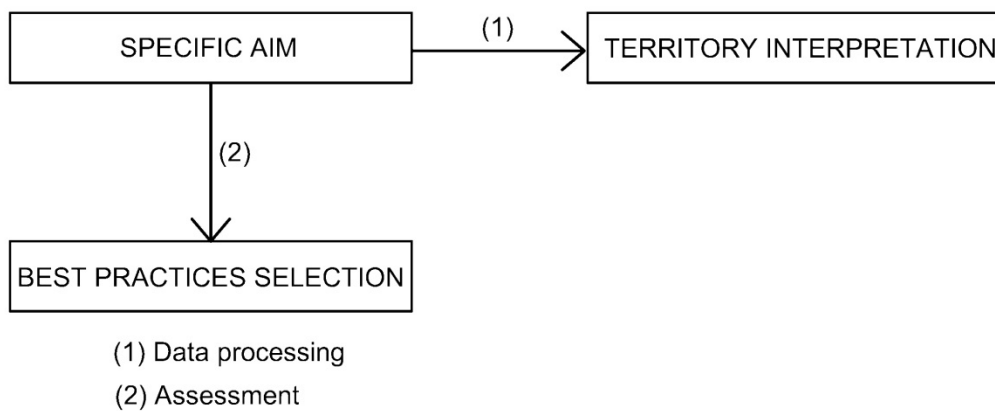 SPECIFIC AIM
(1)
TERRITORY INTERPRETATION
(2)
BEST PRACTICES SELECTION
(1) Data processing
(2) Assessment